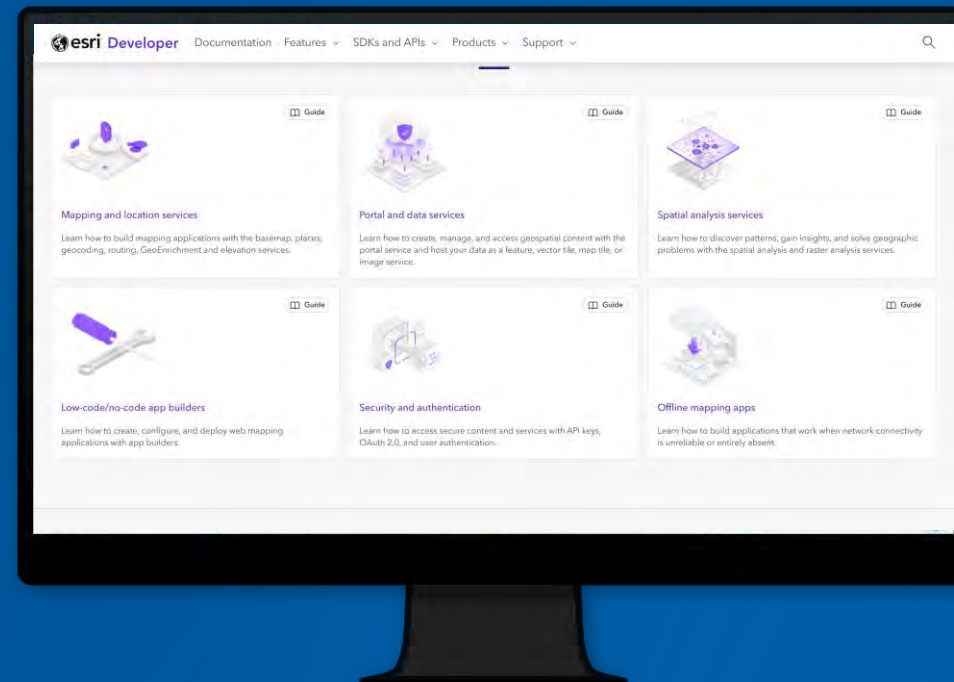 esri Developer Documentation Features SDKs and APIs Products Support
Guide
Mapping and location services
Learn how to build mapping applications with the basemap, places,
geocoding, routing, GeoEnrichment and elevation services.
Guide
Portal and data services
Learn how to create, manage, and access geospatial content with the
portal service and host your data as a feature, vector tile, map tile, or
image service.
Guide
Spatial analysis services
Learn how to discover patterns, gain insights, and solve geographic
problems with the spatial analysis and raster analysis services.
Guide
Low-code/no-code app builders
Learn how to create, configure, and deploy web mapping
applications with app builders.
Guide
Security and authentication
Learn how to access secure content and services with API keys,
OAuth 2.0, and user authentication.
Guide
Offline mapping apps
Learn how to build applications that work when network connectivity
is unreliable or entirely absent.